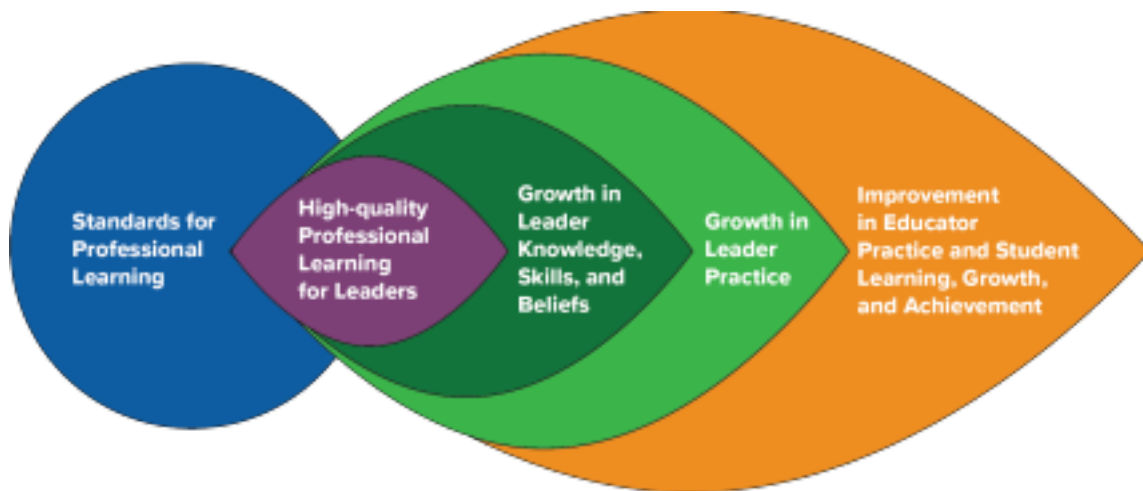 Standards for
Professional
Learning
High-quality
Professional
Learning
for Leaders
Growth in
Leader
Knowledge,
Skills, and
Beliefs
Growth in
Leader
Practice
Improvement
in Educator
Practice and Student
Learning, Growth,
and Achievement